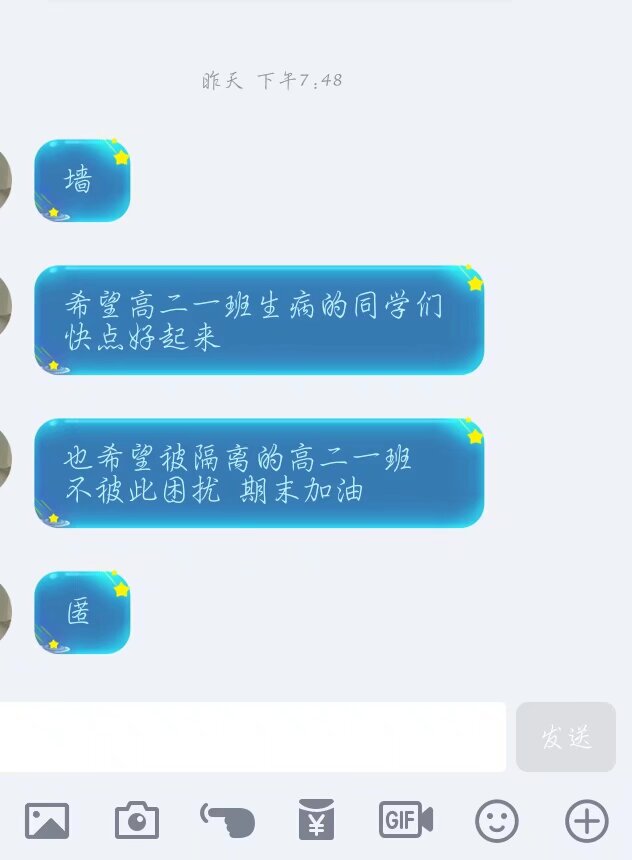 昨天 下午7:48
墙
希望高二一班生病的同学们
快点好起来
也希望被隔离的高二一班
不被此困扰 期末加油
匿
发送
GIF